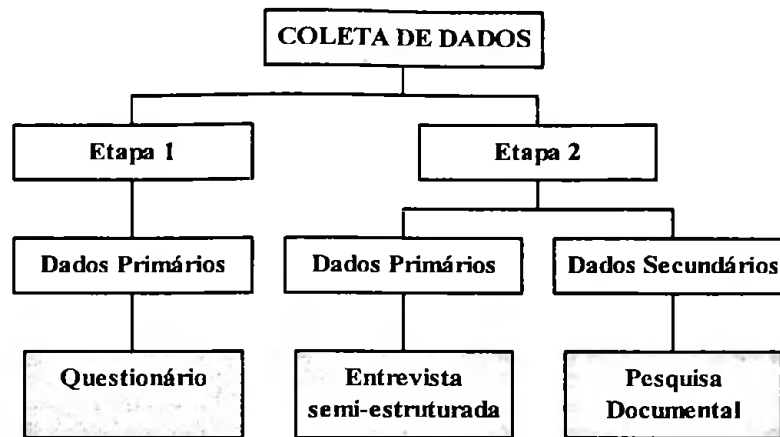 COLETA DE DADOS
Etapa 1
Etapa 2
Dados Primários
Dados Primários
Dados Secundários
Questionário
Entrevista
semi-estruturada
Pesquisa
Documental